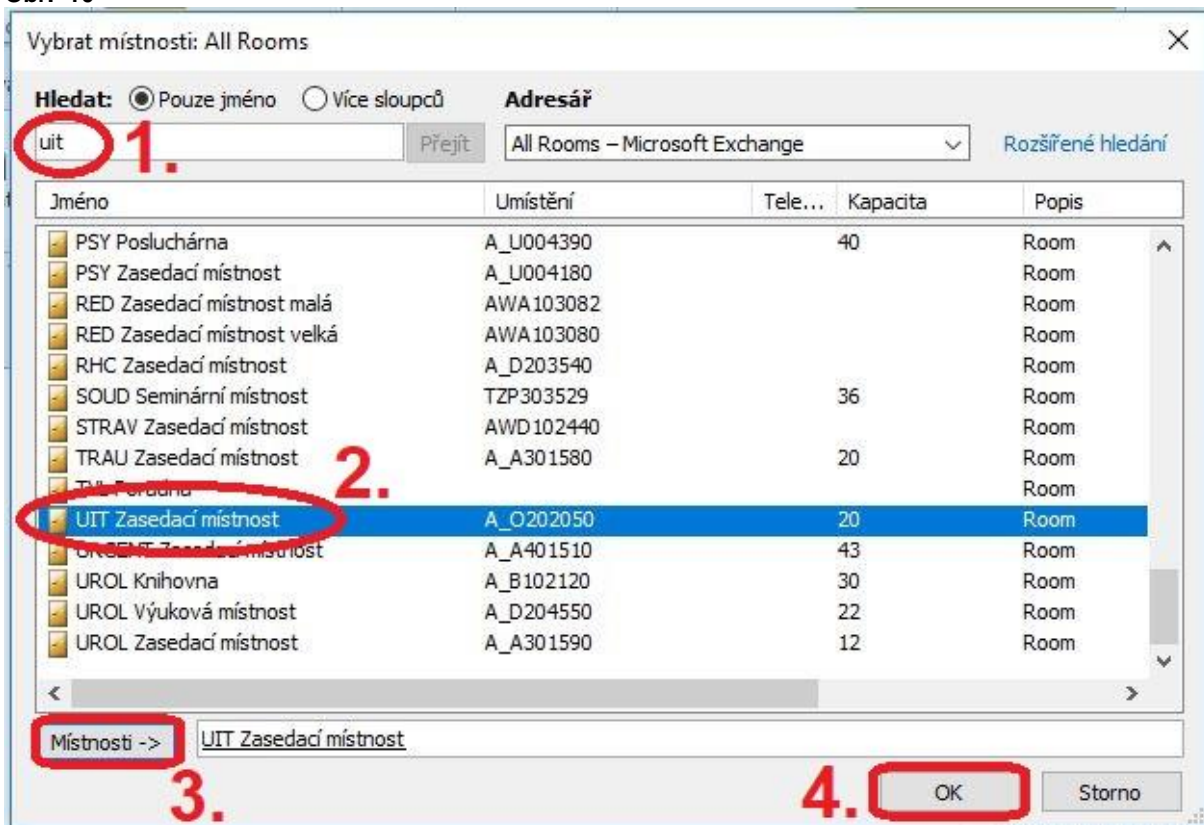 Vybrat místnosti: All Rooms
Hledat: Pouze jméno Více sloupců Adresář
uit 1. Přejít All Rooms – Microsoft Exchange Rozšířené hledání
Jméno Umístění Tele... Kapacita Popis
PSY Posluchárna A_U004390 40 Room
PSY Zasedací místnost A_U004180 Room
RED Zasedací místnost malá AWA103082 Room
RED Zasedací místnost velká AWA103080 Room
RHC Zasedací místnost A_D203540 Room
SOUD Seminární místnost TZP303529 36 Room
STRAV Zasedací místnost AWD102440 Room
TRAU Zasedací místnost A_A301580 20 Room
2.
Room
UIT Zasedací místnost A_O202050 20 Room
URGENT Zasedací místnost A_A401510 43 Room
UROL Knihovna A_B102120 30 Room
UROL Výuková místnost A_D204550 22 Room
UROL Zasedací místnost A_A301590 12 Room
Místnosti -> UIT Zasedací místnost
3. 4. OK Storno